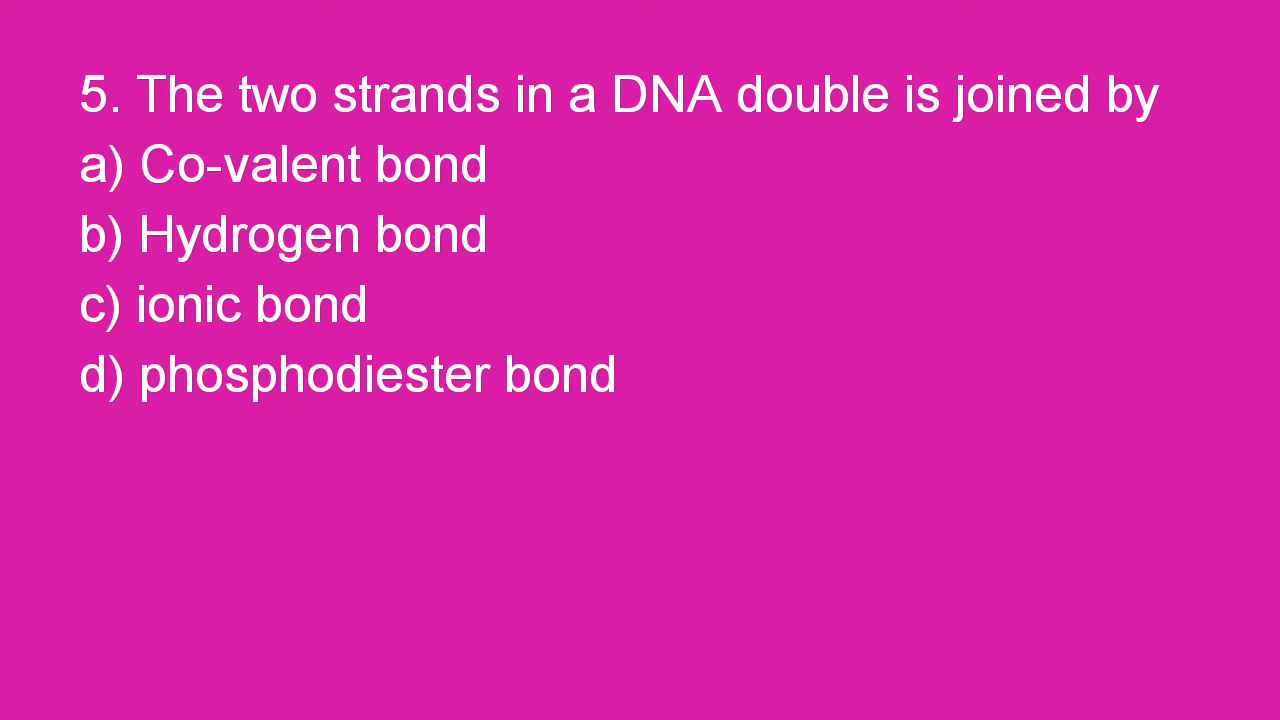 5. The two strands in a DNA double is joined by
a) Co-valent bond
b) Hydrogen bond
c) ionic bond
d) phosphodiester bond